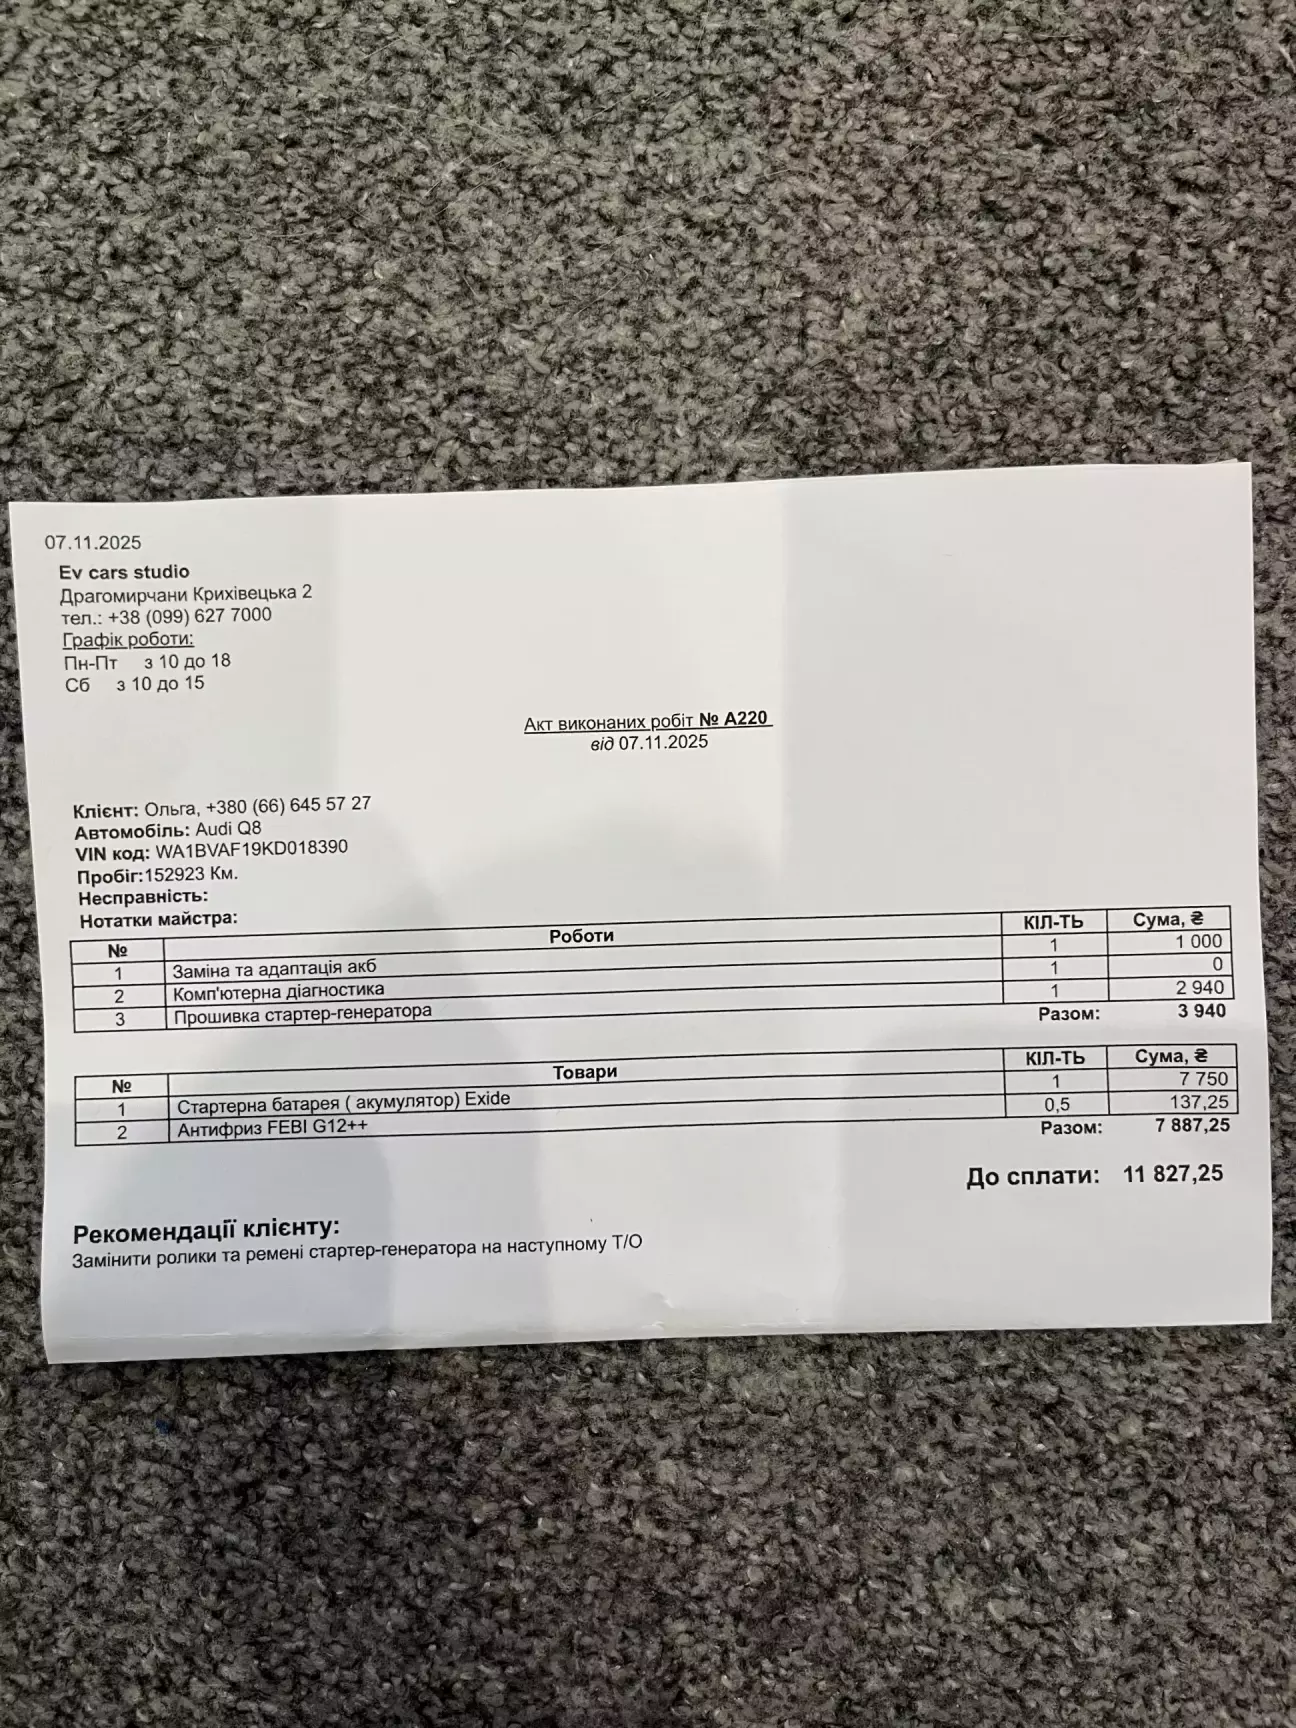 07.11.2025
Ev cars studio
Драгомирчани Крихівецька 2
тел.: +38 (099) 627 7000
Графік роботи:
Пн-Пт з 10 до 18
Сб з 10 до 15
Акт виконаних робіт № А220
від 07.11.2025
Клієнт: Ольга, +380 (66) 645 57 27
Автомобіль: Audi Q8
VIN код: WA1BVAF19KD018390
Пробіг:152923 Км.
Несправність:
Нотатки майстра:
№ Роботи КІЛ-ТЬ Сума, ₴
1 Заміна та адаптація акб 1 1 000
2 Комп'ютерна діагностика 1 0
3 Прошивка стартер-генератора 1 2 940
Разом: 3 940
№ Товари КІЛ-ТЬ Сума, ₴
1 Стартерна батарея ( акумулятор) Exide 1 7 750
2 Антифриз FEBI G12++ 0,5 137,25
Разом: 7 887,25
До сплати: 11 827,25
Рекомендації клієнту:
Замінити ролики та ремені стартер-генератора на наступному Т/О